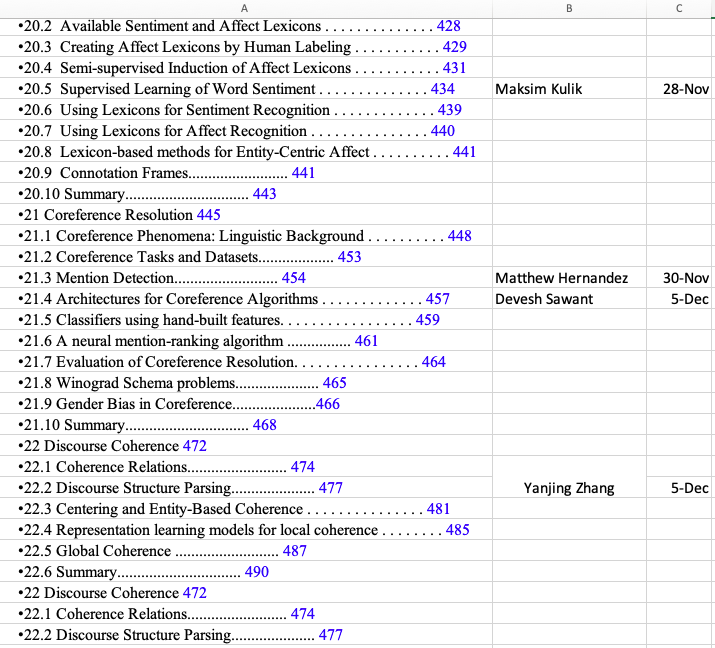 A B C
•20.2 Available Sentiment and Affect Lexicons . . . . . . . . . . . . . . 428
•20.3 Creating Affect Lexicons by Human Labeling . . . . . . . . . . . 429
•20.4 Semi-supervised Induction of Affect Lexicons . . . . . . . . . . . 431
•20.5 Supervised Learning of Word Sentiment . . . . . . . . . . . . . . 434 Maksim Kulik 28-Nov
•20.6 Using Lexicons for Sentiment Recognition . . . . . . . . . . . . . 439
•20.7 Using Lexicons for Affect Recognition . . . . . . . . . . . . . . . 440
•20.8 Lexicon-based methods for Entity-Centric Affect . . . . . . . . . . 441
•20.9 Connotation Frames............................. 441
•20.10 Summary.................................... 443
•21 Coreference Resolution 445
•21.1 Coreference Phenomena: Linguistic Background . . . . . . . . . . 448
•21.2 Coreference Tasks and Datasets...................... 453
•21.3 Mention Detection.............................. 454 Matthew Hernandez 30-Nov
•21.4 Architectures for Coreference Algorithms . . . . . . . . . . . . . 457 Devesh Sawant 5-Dec
•21.5 Classifiers using hand-built features. . . . . . . . . . . . . . . . . 459
•21.6 A neural mention-ranking algorithm .................. 461
•21.7 Evaluation of Coreference Resolution. . . . . . . . . . . . . . . . 464
•21.8 Winograd Schema problems........................ 465
•21.9 Gender Bias in Coreference........................466
•21.10 Summary.................................... 468
•22 Discourse Coherence 472
•22.1 Coherence Relations............................. 474
•22.2 Discourse Structure Parsing........................ 477 Yanjing Zhang 5-Dec
•22.3 Centering and Entity-Based Coherence . . . . . . . . . . . . . . . 481
•22.4 Representation learning models for local coherence . . . . . . . . 485
•22.5 Global Coherence .............................. 487
•22.6 Summary.................................... 490
•22 Discourse Coherence 472
•22.1 Coherence Relations............................. 474
•22.2 Discourse Structure Parsing........................ 477